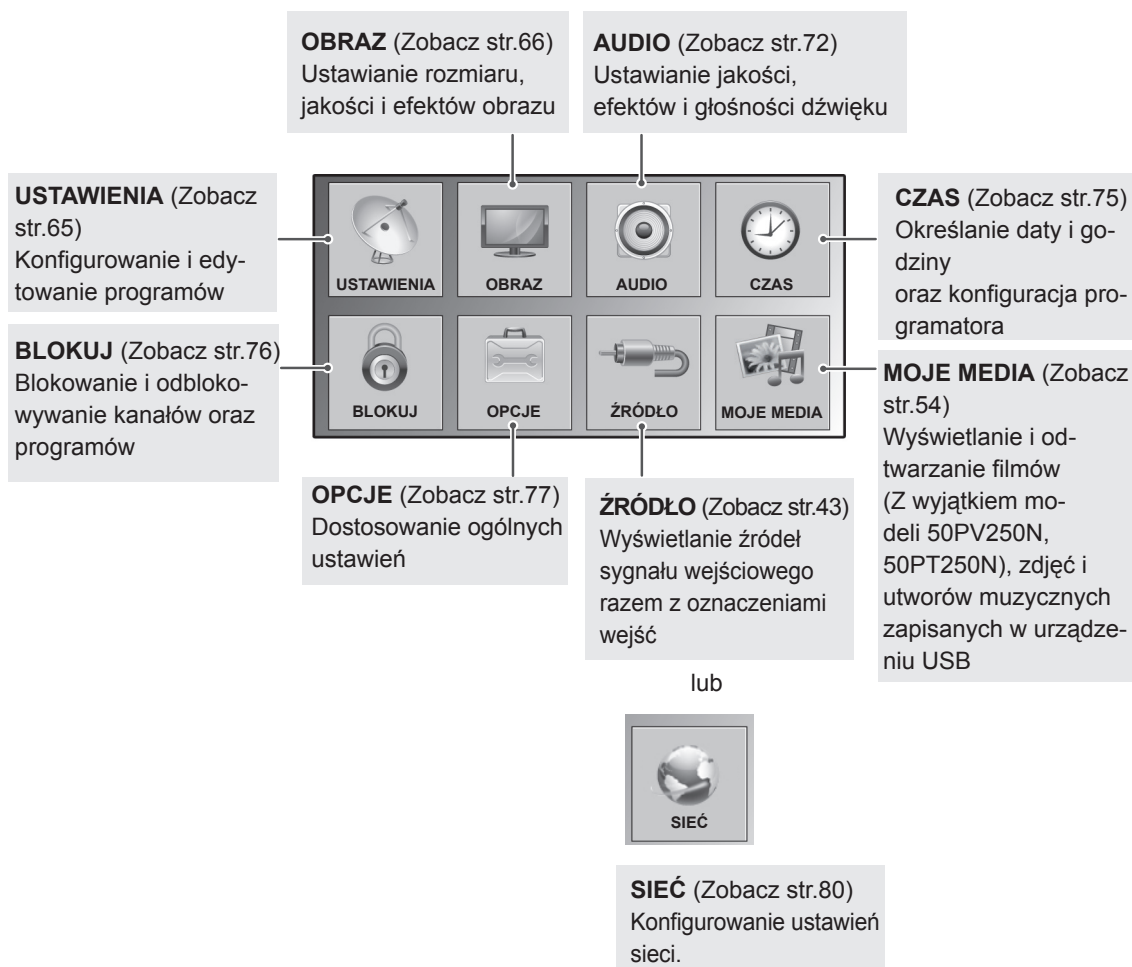 OBRAZ (Zobacz str.66)
Ustawianie rozmiaru,
jakości i efektów obrazu
AUDIO (Zobacz str.72)
Ustawianie jakości,
efektów i głośności dźwięku
USTAWIENIA (Zobacz
str.65)
Konfigurowanie i edy-
towanie programów
BLOKUJ (Zobacz str.76)
Blokowanie i odbloko-
wywanie kanałów oraz
programów
USTAWIENIA
OBRAZ
AUDIO
CZAS
BLOKUJ
OPCJE
ŹRÓDŁO
MOJE MEDIA
CZAS (Zobacz str.75)
Określanie daty i go-
dziny
oraz konfiguracja pro-
gramatora
MOJE MEDIA (Zobacz
str.54)
Wyświetlanie i od-
twarzanie filmów
(Z wyjątkiem mo-
deli 50PV250N,
50PT250N), zdjęć i
utworów muzycznych
zapisanych w urządze-
niu USB
OPCJE (Zobacz str.77)
Dostosowanie ogólnych
ustawień
ŹRÓDŁO (Zobacz str.43)
Wyświetlanie źródeł
sygnału wejściowego
razem z oznaczeniami
wejść
lub
SIEĆ
SIEĆ (Zobacz str.80)
Konfigurowanie ustawień
sieci.